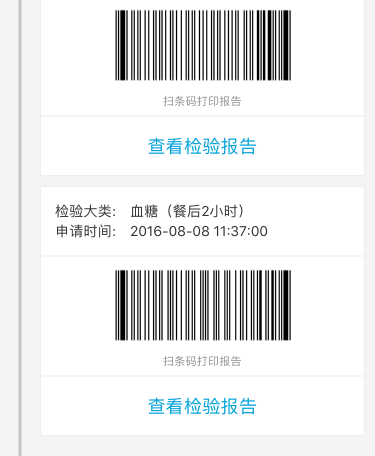 扫条码打印报告
查看检验报告
检验大类: 血糖（餐后2小时）
申请时间: 2016-08-08 11:37:00
扫条码打印报告
查看检验报告